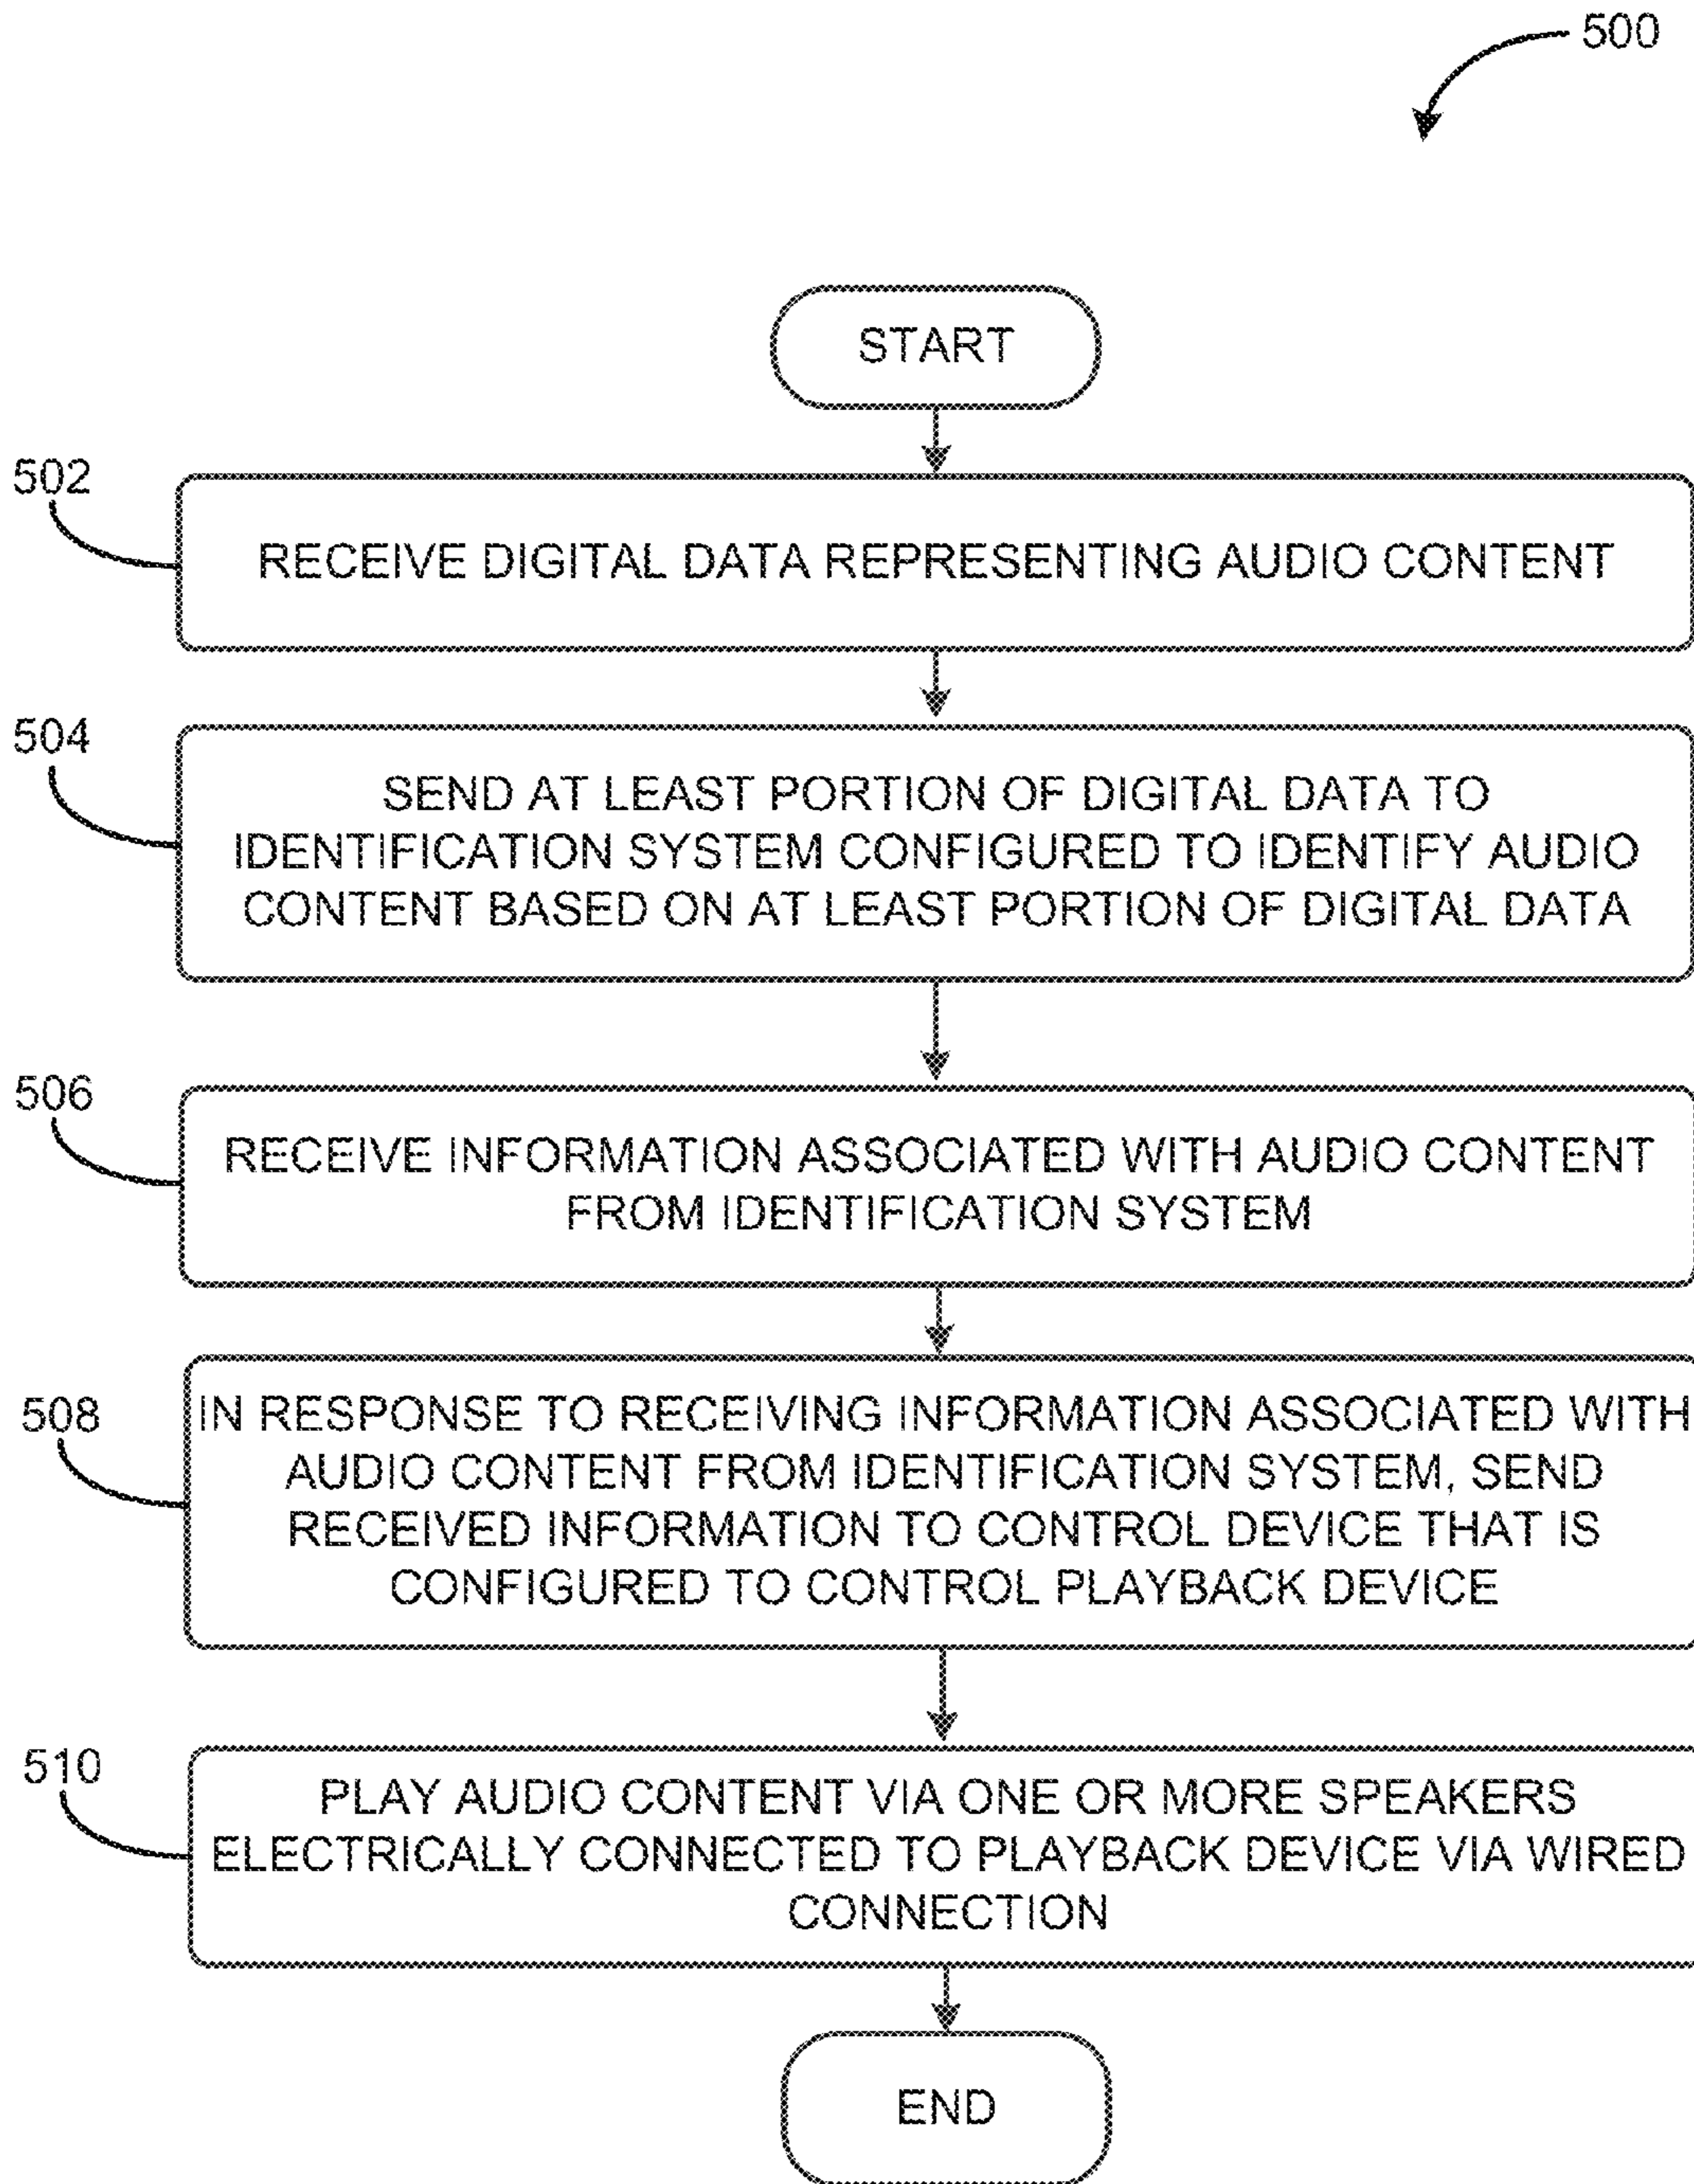 500
START
502
RECEIVE DIGITAL DATA REPRESENTING AUDIO CONTENT
504
SEND AT LEAST PORTION OF DIGITAL DATA TO
IDENTIFICATION SYSTEM CONFIGURED TO IDENTIFY AUDIO
CONTENT BASED ON AT LEAST PORTION OF DIGITAL DATA
506
RECEIVE INFORMATION ASSOCIATED WITH AUDIO CONTENT
FROM IDENTIFICATION SYSTEM
508
IN RESPONSE TO RECEIVING INFORMATION ASSOCIATED WITH
AUDIO CONTENT FROM IDENTIFICATION SYSTEM, SEND
RECEIVED INFORMATION TO CONTROL DEVICE THAT IS
CONFIGURED TO CONTROL PLAYBACK DEVICE
510
PLAY AUDIO CONTENT VIA ONE OR MORE SPEAKERS
ELECTRICALLY CONNECTED TO PLAYBACK DEVICE VIA WIRED
CONNECTION
END